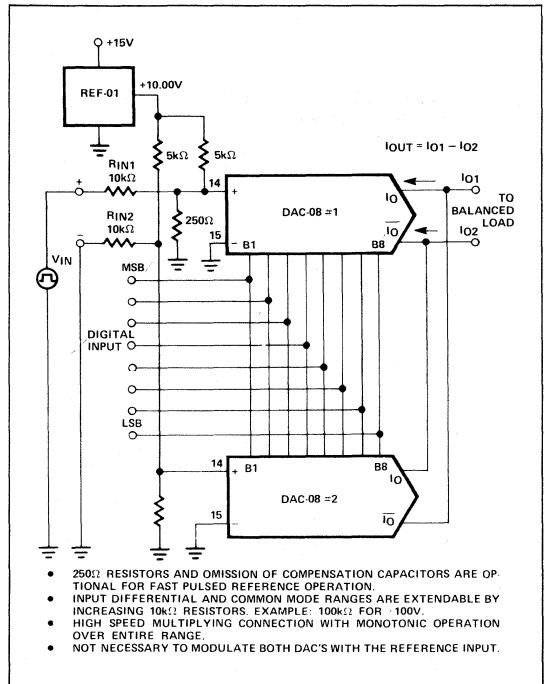 +15V
+10.00V
REF-01
5kΩ
5kΩ
IOUT = IO1 − IO2
RIN1
10kΩ
14
+
IO
IO1
+
RIN2
10kΩ
250Ω
DAC-08 #1
TO
BALANCED
LOAD
IO
IO2
−
15
−
B1
B8
VIN
MSB
DIGITAL
INPUT
LSB
14
+
B1
B8
IO
DAC-08 #2
15
−
IO
• 250Ω RESISTORS AND OMISSION OF COMPENSATION CAPACITORS ARE OP-
TIONAL FOR FAST PULSED REFERENCE OPERATION.
• INPUT DIFFERENTIAL AND COMMON MODE RANGES ARE EXTENDABLE BY
INCREASING 10kΩ RESISTORS. EXAMPLE: 100kΩ FOR 100V.
• HIGH SPEED MULTIPLYING CONNECTION WITH MONOTONIC OPERATION
OVER ENTIRE RANGE.
• NOT NECESSARY TO MODULATE BOTH DAC'S WITH THE REFERENCE INPUT.